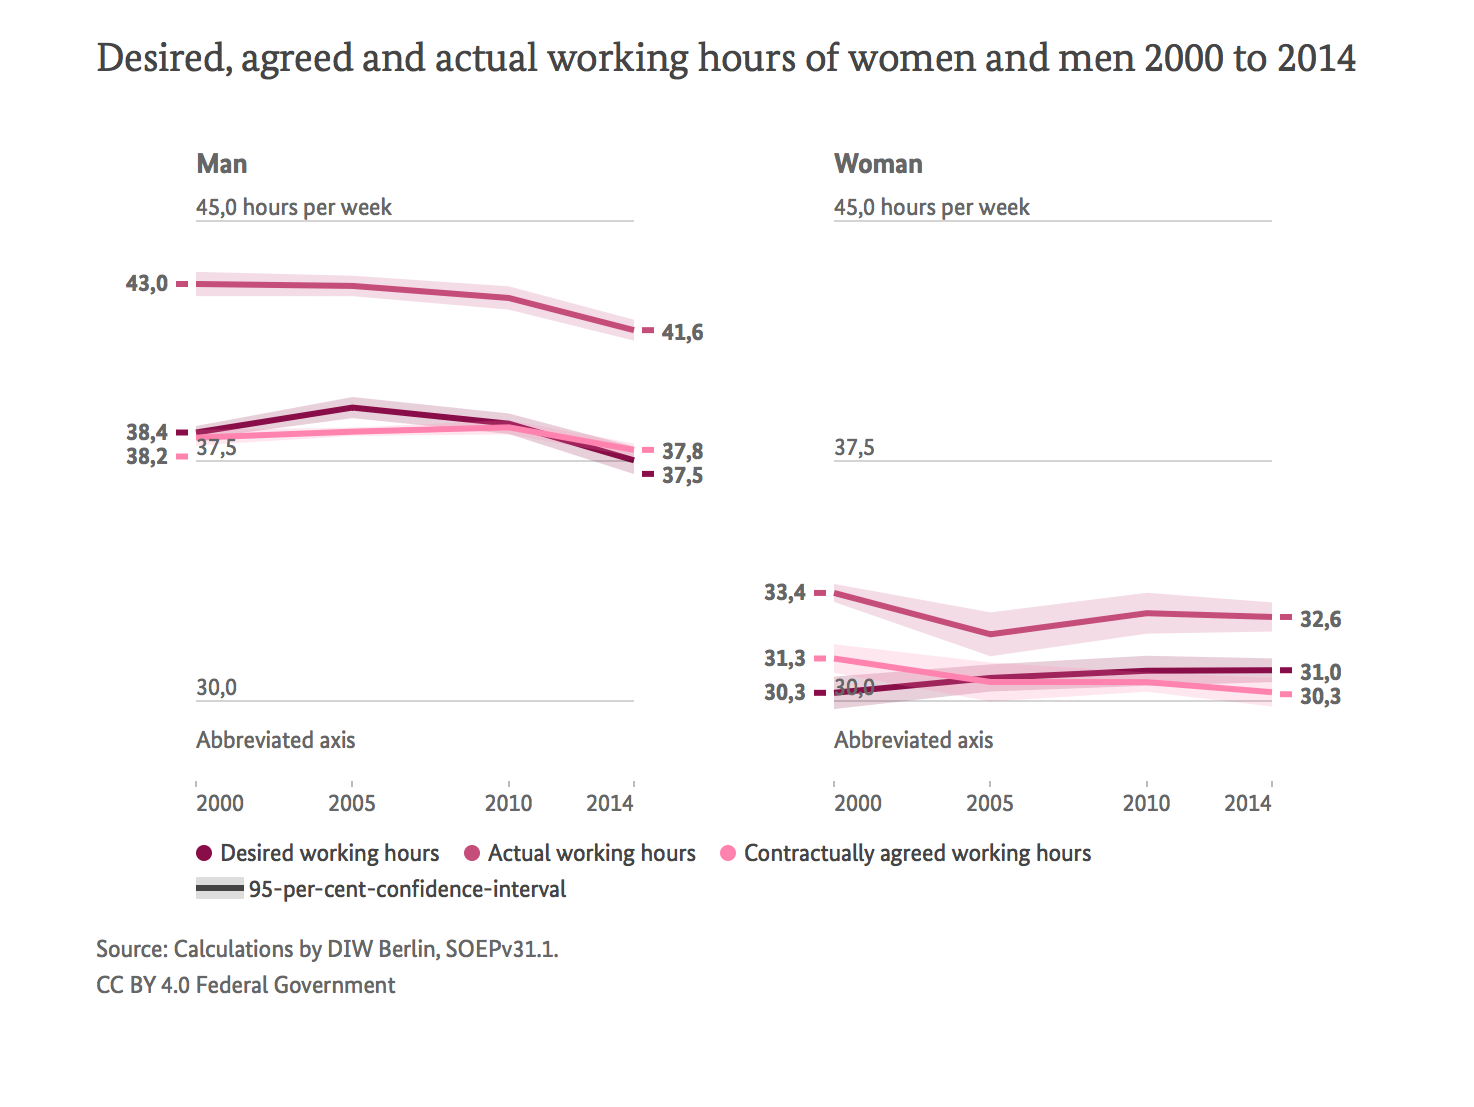 Desired, agreed and actual working hours of women and men 2000 to 2014
Man
45,0 hours per week
43,0
41,6
38,4
38,2
37,5
37,8
37,5
30,0
Abbreviated axis
2000 2005 2010 2014
Woman
45,0 hours per week
37,5
33,4
32,6
31,3
30,3
30,0
31,0
30,3
Abbreviated axis
2000 2005 2010 2014
Desired working hours Actual working hours Contractually agreed working hours
95-per-cent-confidence-interval
Source: Calculations by DIW Berlin, SOEPv31.1.
CC BY 4.0 Federal Government